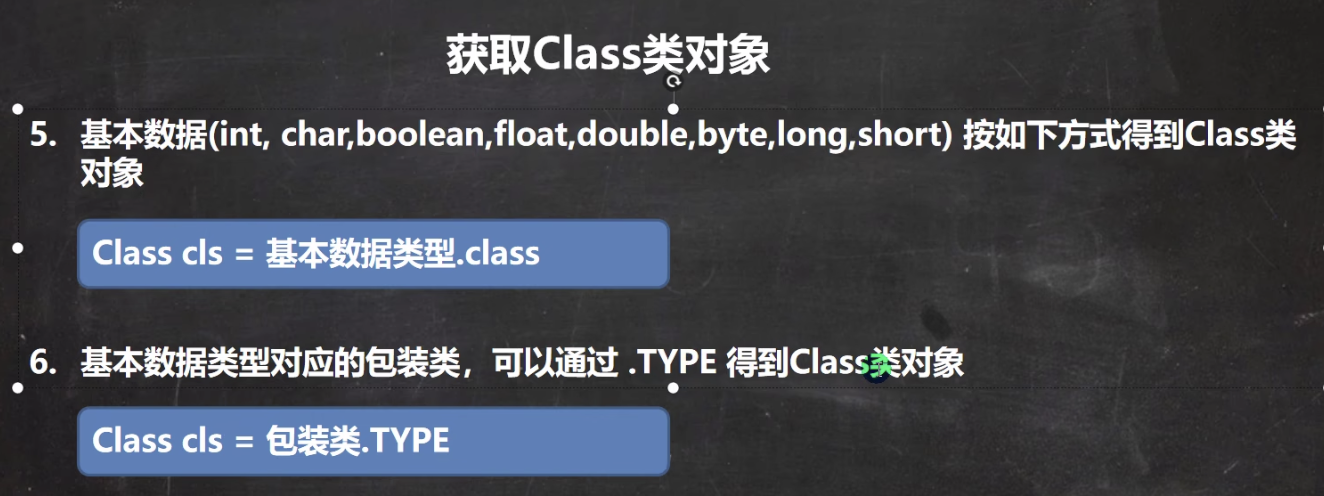 获取Class类对象
5. 基本数据(int, char,boolean,float,double,byte,long,short) 按如下方式得到Class类
对象
Class cls = 基本数据类型.class
6. 基本数据类型对应的包装类，可以通过 .TYPE 得到Class类对象
Class cls = 包装类.TYPE